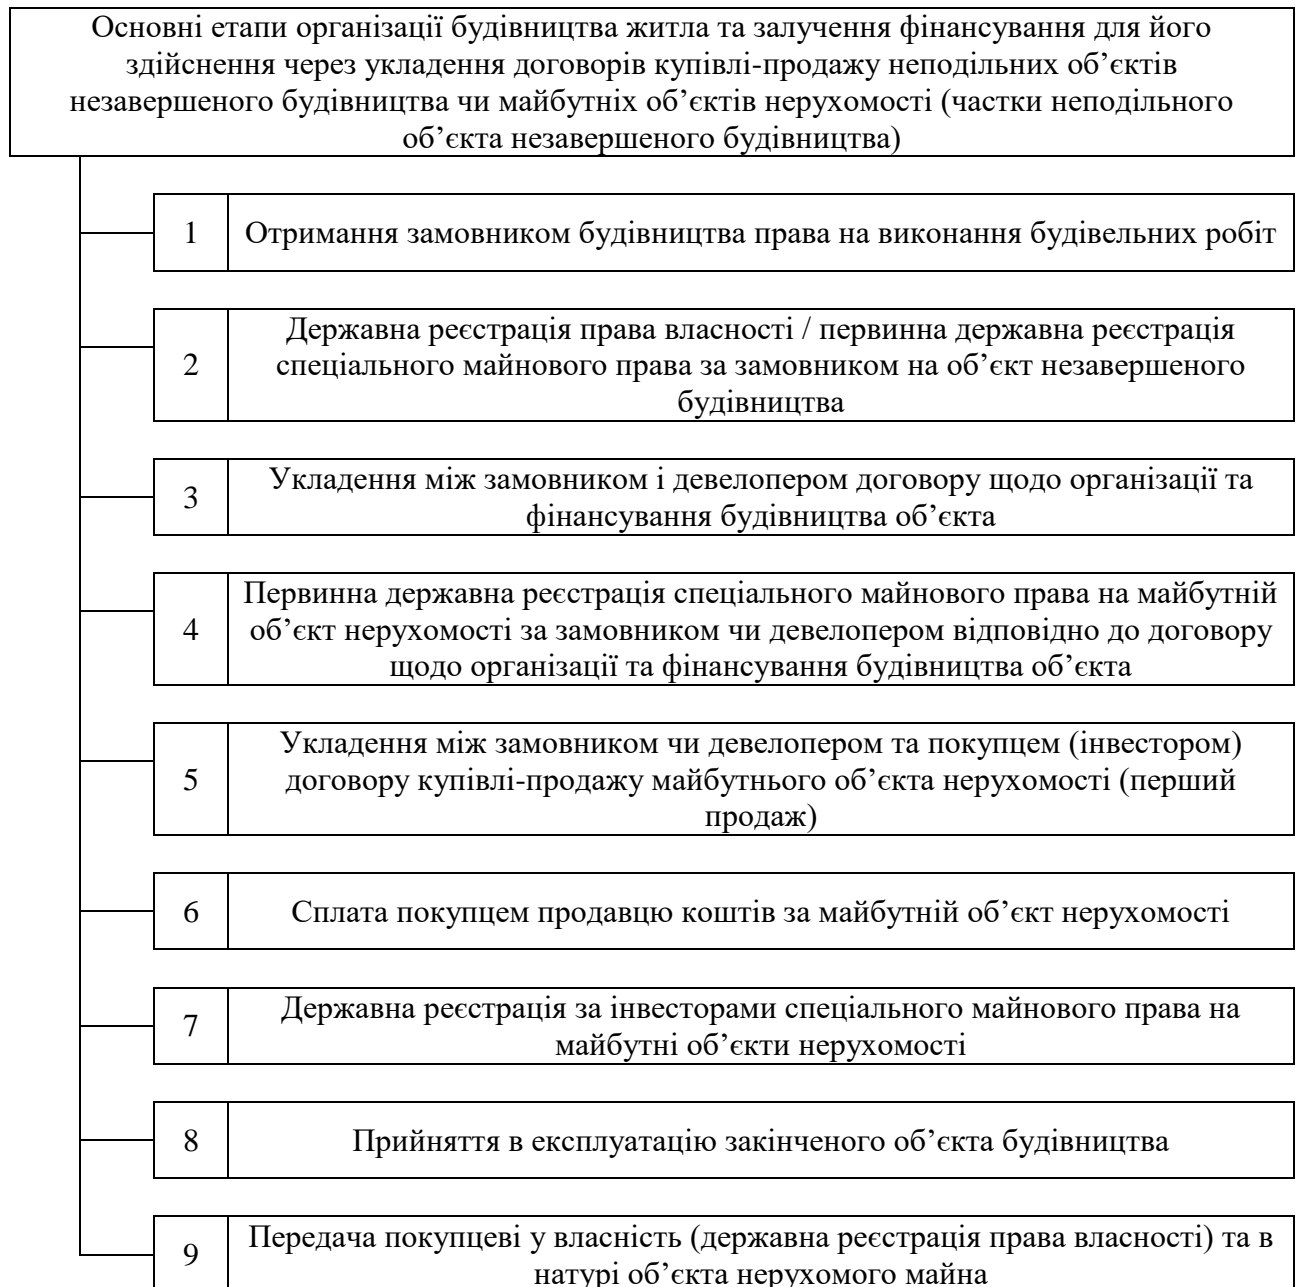 Основні етапи організації будівництва житла та залучення фінансування для його
здійснення через укладення договорів купівлі-продажу неподільних об’єктів
незавершеного будівництва чи майбутніх об’єктів нерухомості (частки неподільного
об’єкта незавершеного будівництва)
1
Отримання замовником будівництва права на виконання будівельних робіт
2
Державна реєстрація права власності / первинна державна реєстрація
спеціального майнового права за замовником на об’єкт незавершеного
будівництва
3
Укладення між замовником і девелопером договору щодо організації та
фінансування будівництва об’єкта
4
Первинна державна реєстрація спеціального майнового права на майбутній
об’єкт нерухомості за замовником чи девелопером відповідно до договору
щодо організації та фінансування будівництва об’єкта
5
Укладення між замовником чи девелопером та покупцем (інвестором)
договору купівлі-продажу майбутнього об’єкта нерухомості (перший
продаж)
6
Сплата покупцем продавцю коштів за майбутній об’єкт нерухомості
7
Державна реєстрація за інвесторами спеціального майнового права на
майбутні об’єкти нерухомості
8
Прийняття в експлуатацію закінченого об’єкта будівництва
9
Передача покупцеві у власність (державна реєстрація права власності) та в
натурі об’єкта нерухомого майна